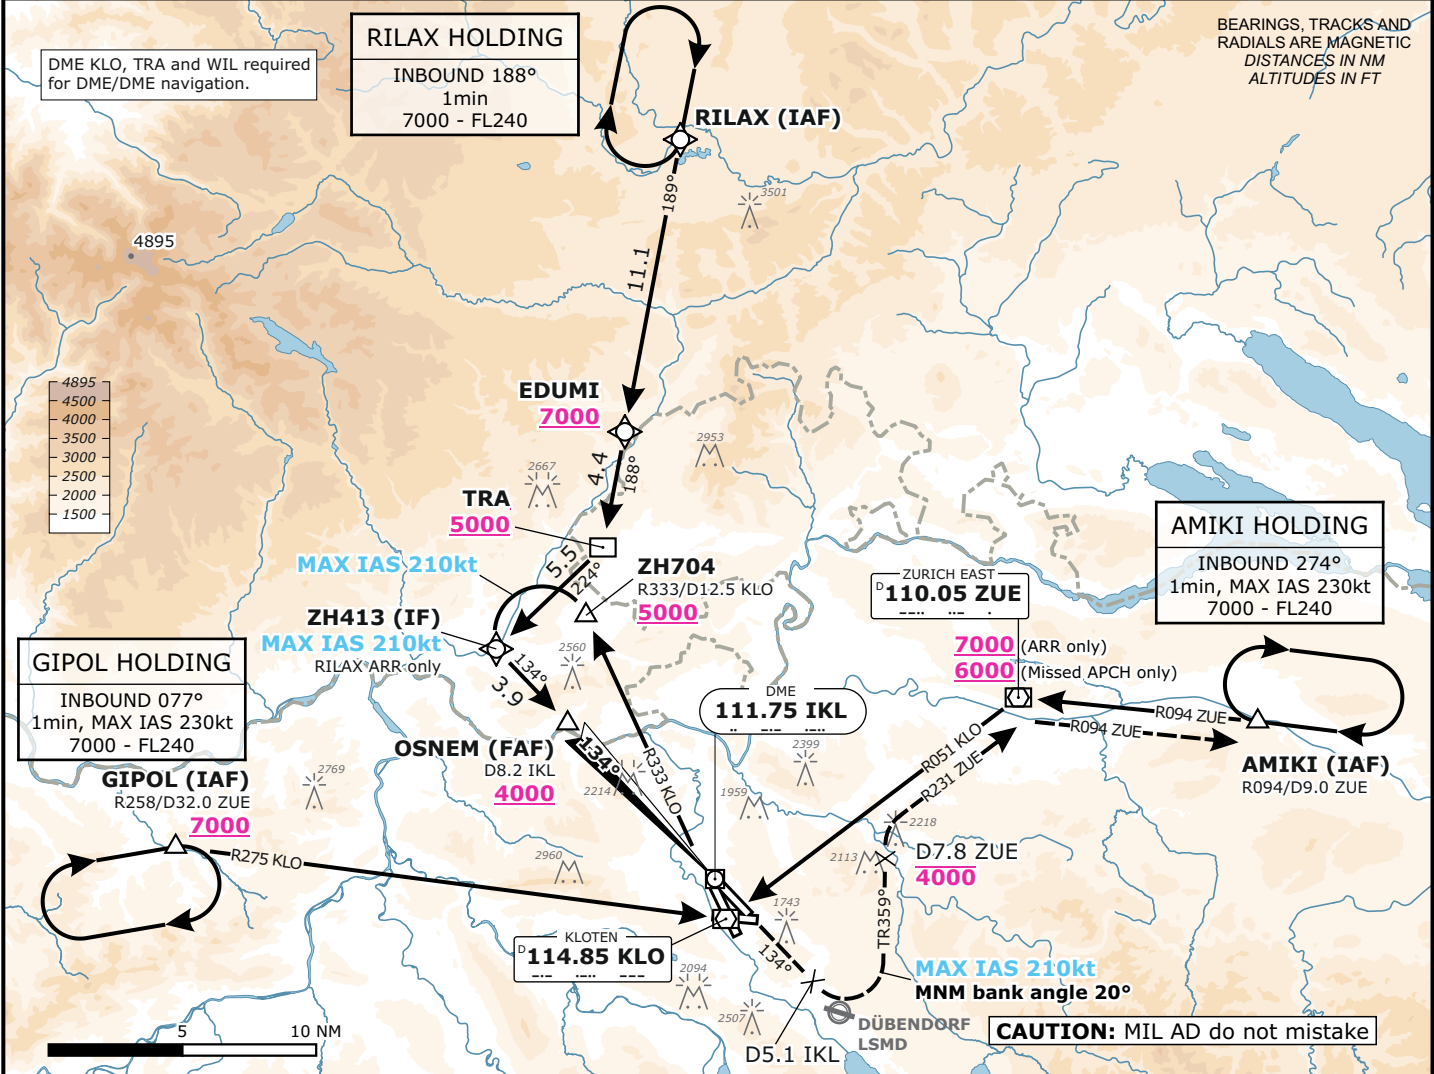 RILAX HOLDING
INBOUND 188°
1min
7000 - FL240
BEARINGS, TRACKS AND
RADIALS ARE MAGNETIC
DISTANCES IN NM
ALTITUDES IN FT
DME KLO, TRA and WIL required
for DME/DME navigation.
RILAX (IAF)
189°
3501
4895
11.1
EDUMI
7000
4895
4500
4000
3500
3000
2500
2000
1500
2953
4.4
188°
2667
TRA
5000
AMIKI HOLDING
INBOUND 274°
1min, MAX IAS 230kt
7000 - FL240
MAX IAS 210kt
5.5
224°
ZH704
R333/D12.5 KLO
5000
ZURICH EAST
D110.05 ZUE
ZH413 (IF)
MAX IAS 210kt
RILAX ARR only
2560
7000 (ARR only)
6000 (Missed APCH only)
GIPOL HOLDING
INBOUND 077°
1min, MAX IAS 230kt
7000 - FL240
134°
3.9
DME
111.75 IKL
R094 ZUE
R094 ZUE
OSNEM (FAF)
D8.2 IKL
4000
134°
R333 KLO
2214
2399
R051 KLO
R231 ZUE
AMIKI (IAF)
R094/D9.0 ZUE
GIPOL (IAF)
R258/D32.0 ZUE
7000
2769
1959
2218
2113
D7.8 ZUE
4000
R275 KLO
2960
1743
TR359°
KLOTEN
D114.85 KLO
134°
2094
MAX IAS 210kt
MNM bank angle 20°
2507
DÜBENDORF
LSMD
CAUTION: MIL AD do not mistake
5
10 NM
D5.1 IKL